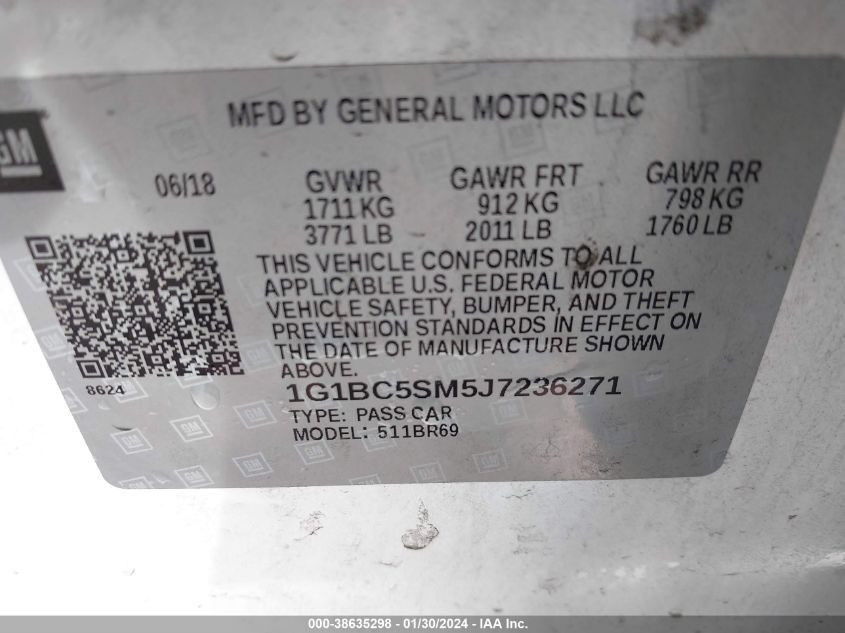 MFD BY GENERAL MOTORS LLC
GM
06/18 GVWR GAWR FRT GAWR RR
1711 KG 912 KG 798 KG
3771 LB 2011 LB 1760 LB
THIS VEHICLE CONFORMS TO ALL
APPLICABLE U.S. FEDERAL MOTOR
VEHICLE SAFETY, BUMPER, AND THEFT
PREVENTION STANDARDS IN EFFECT ON
THE DATE OF MANUFACTURE SHOWN
ABOVE.
8624
1G1BC5SM5J7236271
TYPE: PASS CAR
MODEL: 511BR69
000-38635298 - 01/30/2024 - IAA Inc.